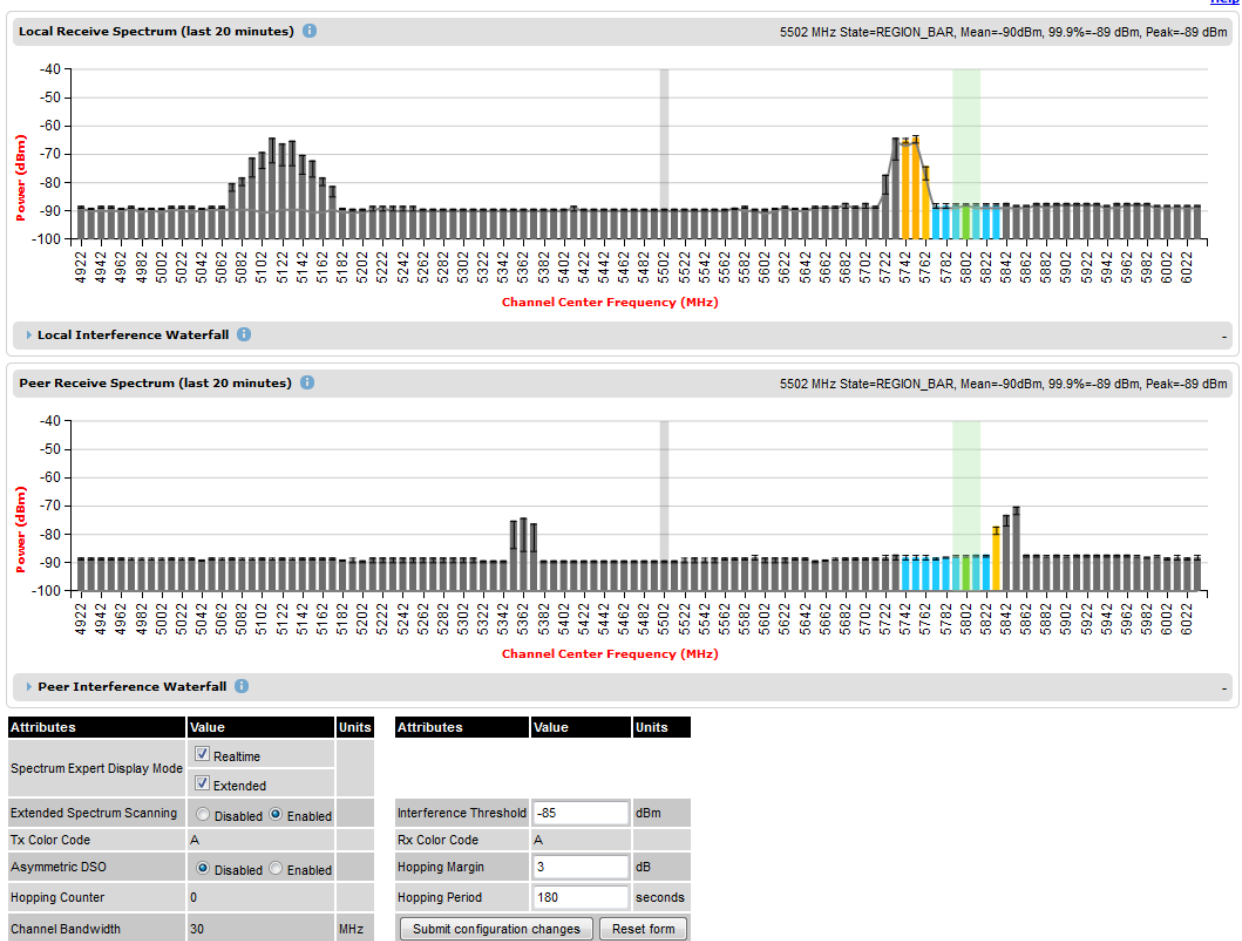 Help
Local Receive Spectrum (last 20 minutes) i 5502 MHz State=REGION_BAR, Mean=-90dBm, 99.9%=-89 dBm, Peak=-89 dBm
-40
-50
-60
-70
-80
-90
-100
Power (dBm)
4922 4942 4962 4982 5002 5022 5042 5062 5082 5102 5122 5142 5162 5182 5202 5222 5242 5262 5282 5302 5322 5342 5362 5382 5402 5422 5442 5462 5482 5502 5522 5542 5562 5582 5602 5622 5642 5662 5682 5702 5722 5742 5762 5782 5802 5822 5842 5862 5882 5902 5922 5942 5962 5982 6002 6022
Channel Center Frequency (MHz)
Local Interference Waterfall i -
Peer Receive Spectrum (last 20 minutes) i 5502 MHz State=REGION_BAR, Mean=-90dBm, 99.9%=-89 dBm, Peak=-89 dBm
-40
-50
-60
-70
-80
-90
-100
Power (dBm)
4922 4942 4962 4982 5002 5022 5042 5062 5082 5102 5122 5142 5162 5182 5202 5222 5242 5262 5282 5302 5322 5342 5362 5382 5402 5422 5442 5462 5482 5502 5522 5542 5562 5582 5602 5622 5642 5662 5682 5702 5722 5742 5762 5782 5802 5822 5842 5862 5882 5902 5922 5942 5962 5982 6002 6022
Channel Center Frequency (MHz)
Peer Interference Waterfall i -
Attributes Value Units Attributes Value Units
Spectrum Expert Display Mode Realtime
Extended
Extended Spectrum Scanning Disabled Enabled Interference Threshold -85 dBm
Tx Color Code A Rx Color Code A
Asymmetric DSO Disabled Enabled Hopping Margin 3 dB
Hopping Counter 0 Hopping Period 180 seconds
Channel Bandwidth 30 MHz Submit configuration changes Reset form